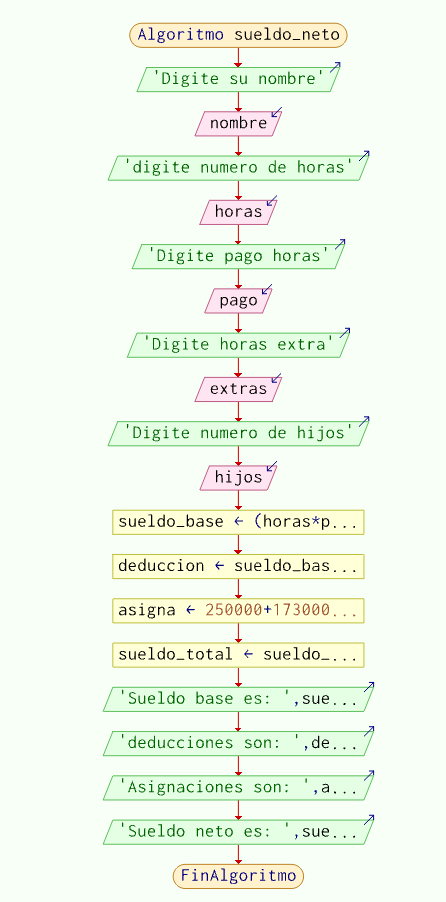 Algoritmo sueldo_neto
'Digite su nombre'
nombre
'digite numero de horas'
horas
'Digite pago horas'
pago
'Digite horas extra'
extras
'Digite numero de hijos'
hijos
sueldo_base ← (horas*p...
deduccion ← sueldo_bas...
asigna ← 250000+173000...
sueldo_total ← sueldo_...
'Sueldo base es: ',sue...
'deducciones son: ',de...
'Asignaciones son: ',a...
'Sueldo neto es: ',sue...
FinAlgoritmo